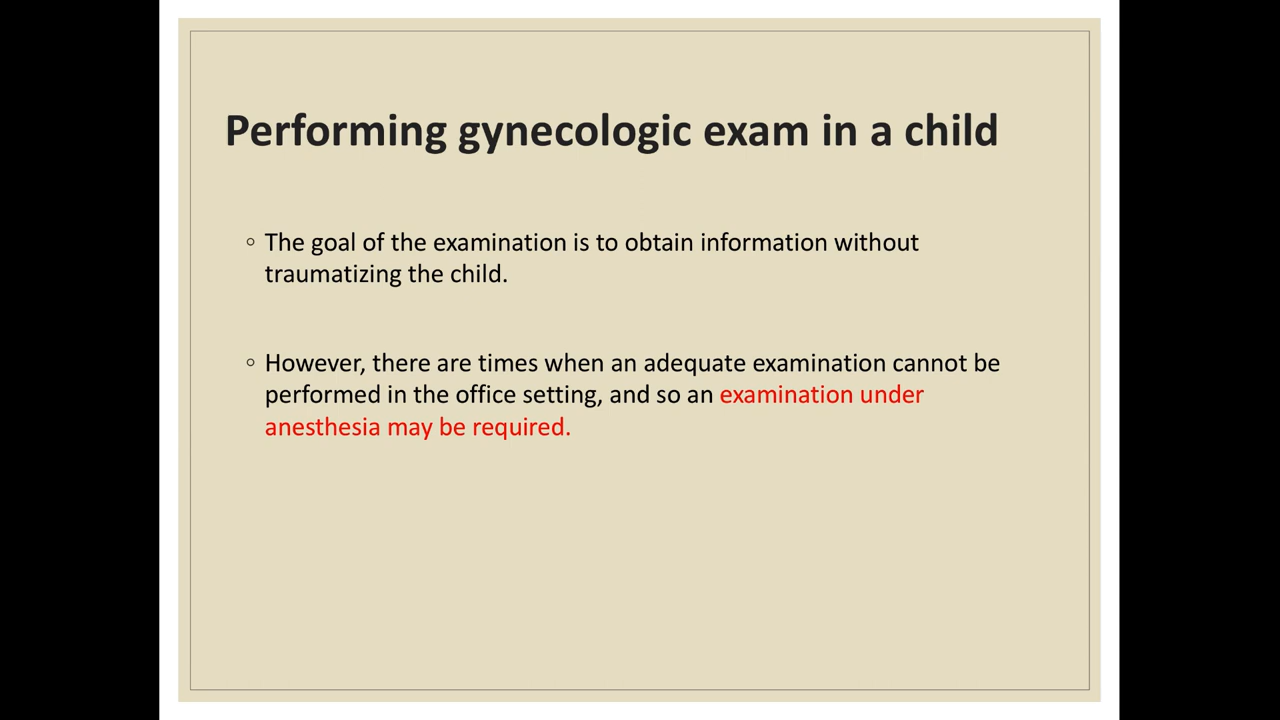 Performing gynecologic exam in a child
◦ The goal of the examination is to obtain information without
traumatizing the child.
◦ However, there are times when an adequate examination cannot be
performed in the office setting, and so an examination under
anesthesia may be required.